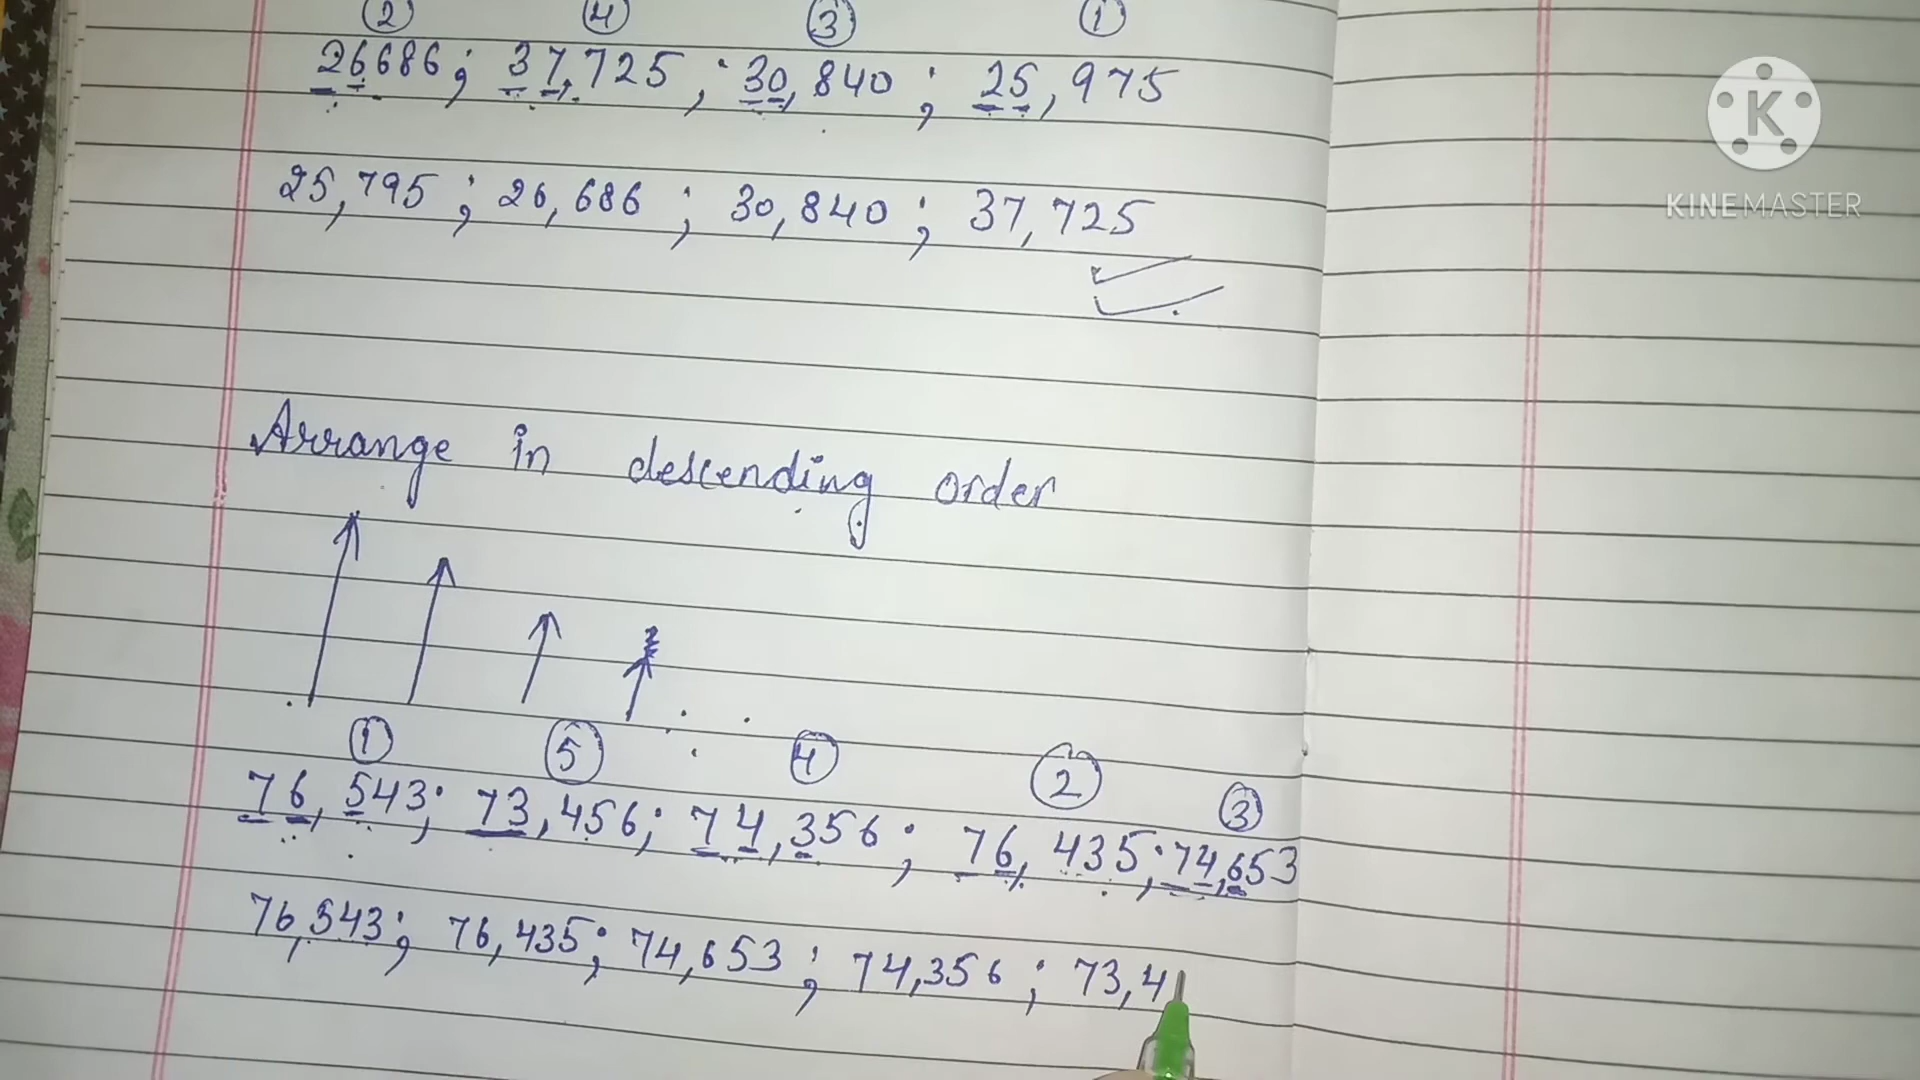 ② ④ ③ ①
26686; 37,725; 30,840; 25,975
25,795; 26,686; 30,840; 37,725
Arrange in descending order
① ⑤ ④ ② ③
76,543; 73,456; 74,356; 76,435; 74,653
76,543; 76,435; 74,653; 74,356; 73,4
K
KINEMASTER